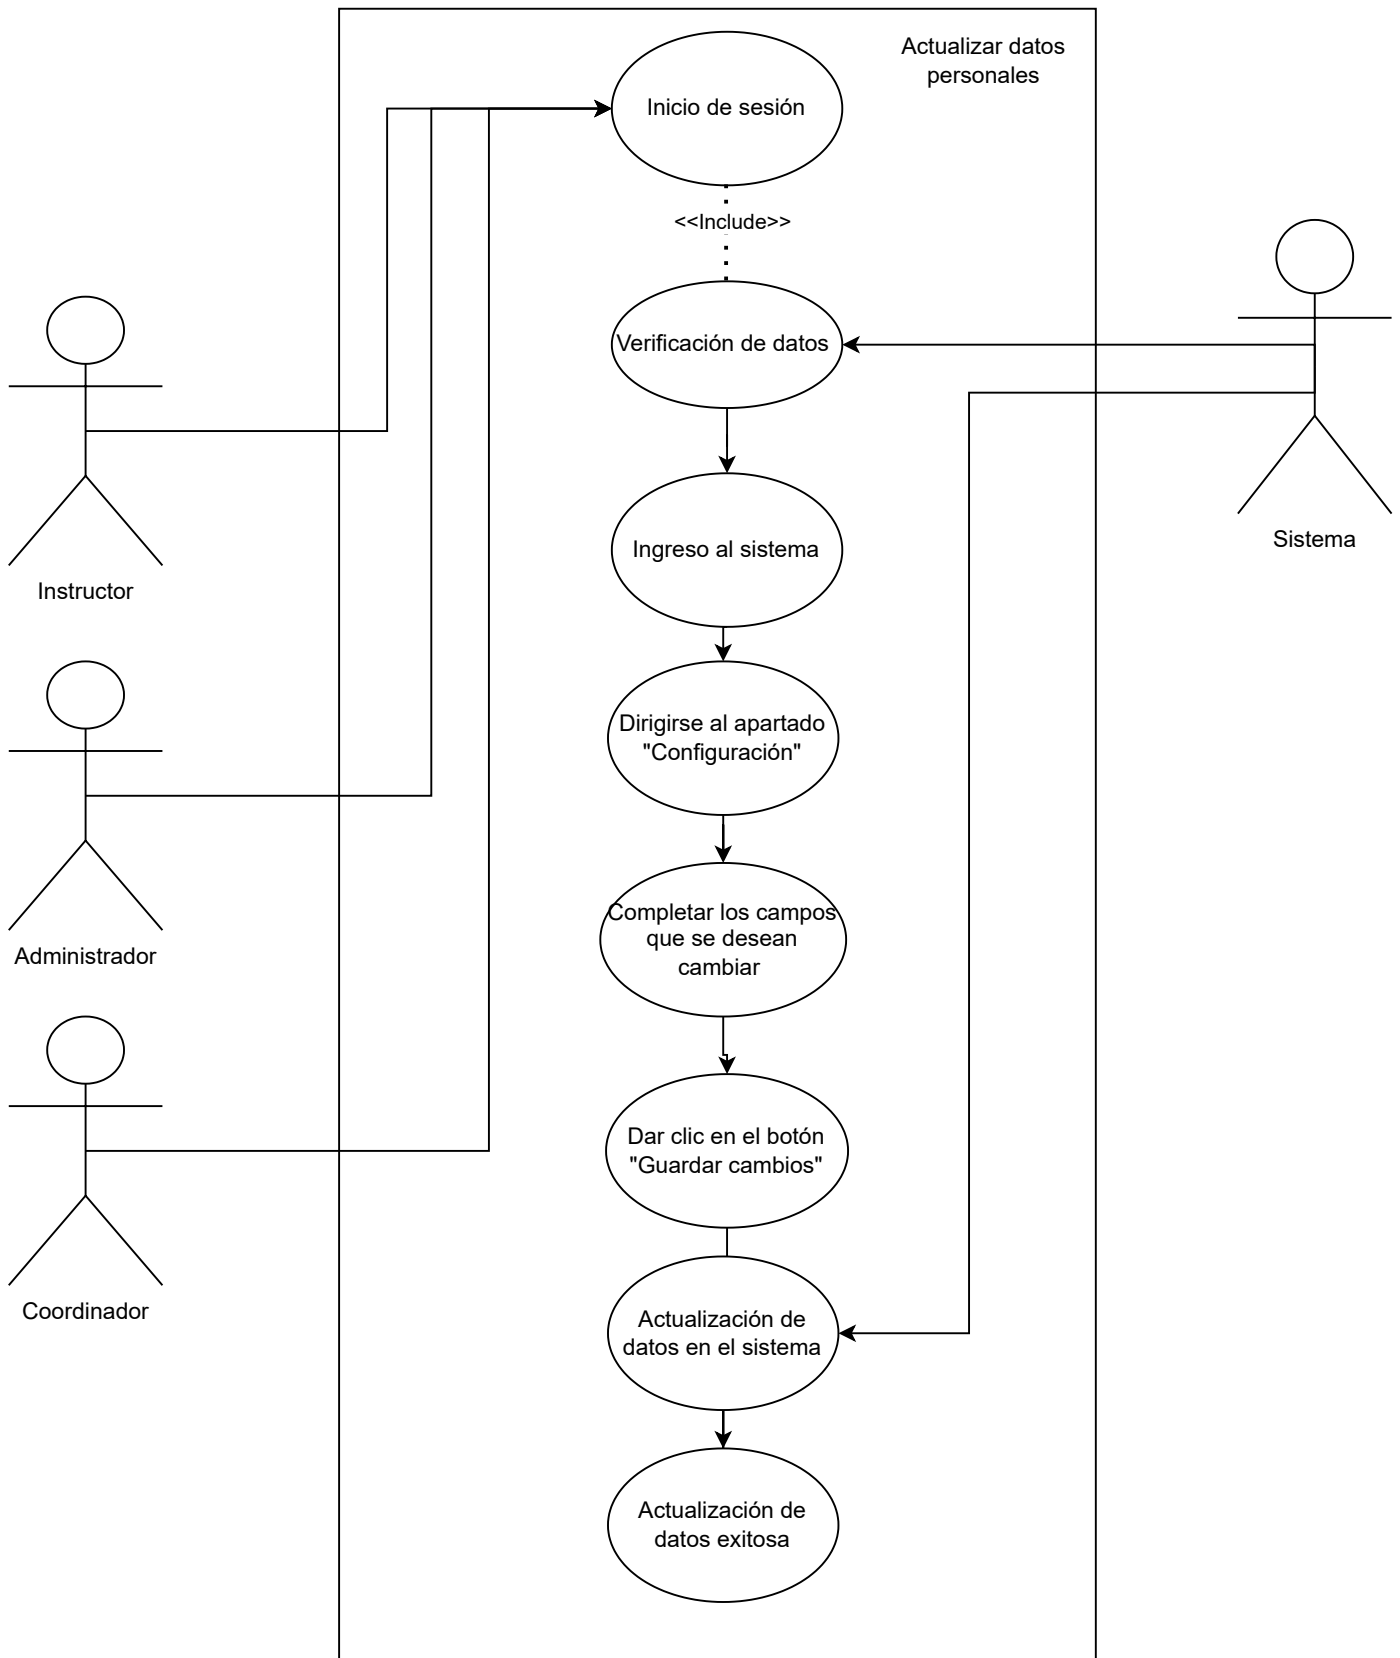 Actualizar datos
personales
Inicio de sesión
<<Include>>
Verificación de datos
Ingreso al sistema
Sistema
Instructor
Dirigirse al apartado
"Configuración"
Completar los campos
que se desean
cambiar
Administrador
Dar clic en el botón
"Guardar cambios"
Coordinador
Actualización de
datos en el sistema
Actualización de
datos exitosa